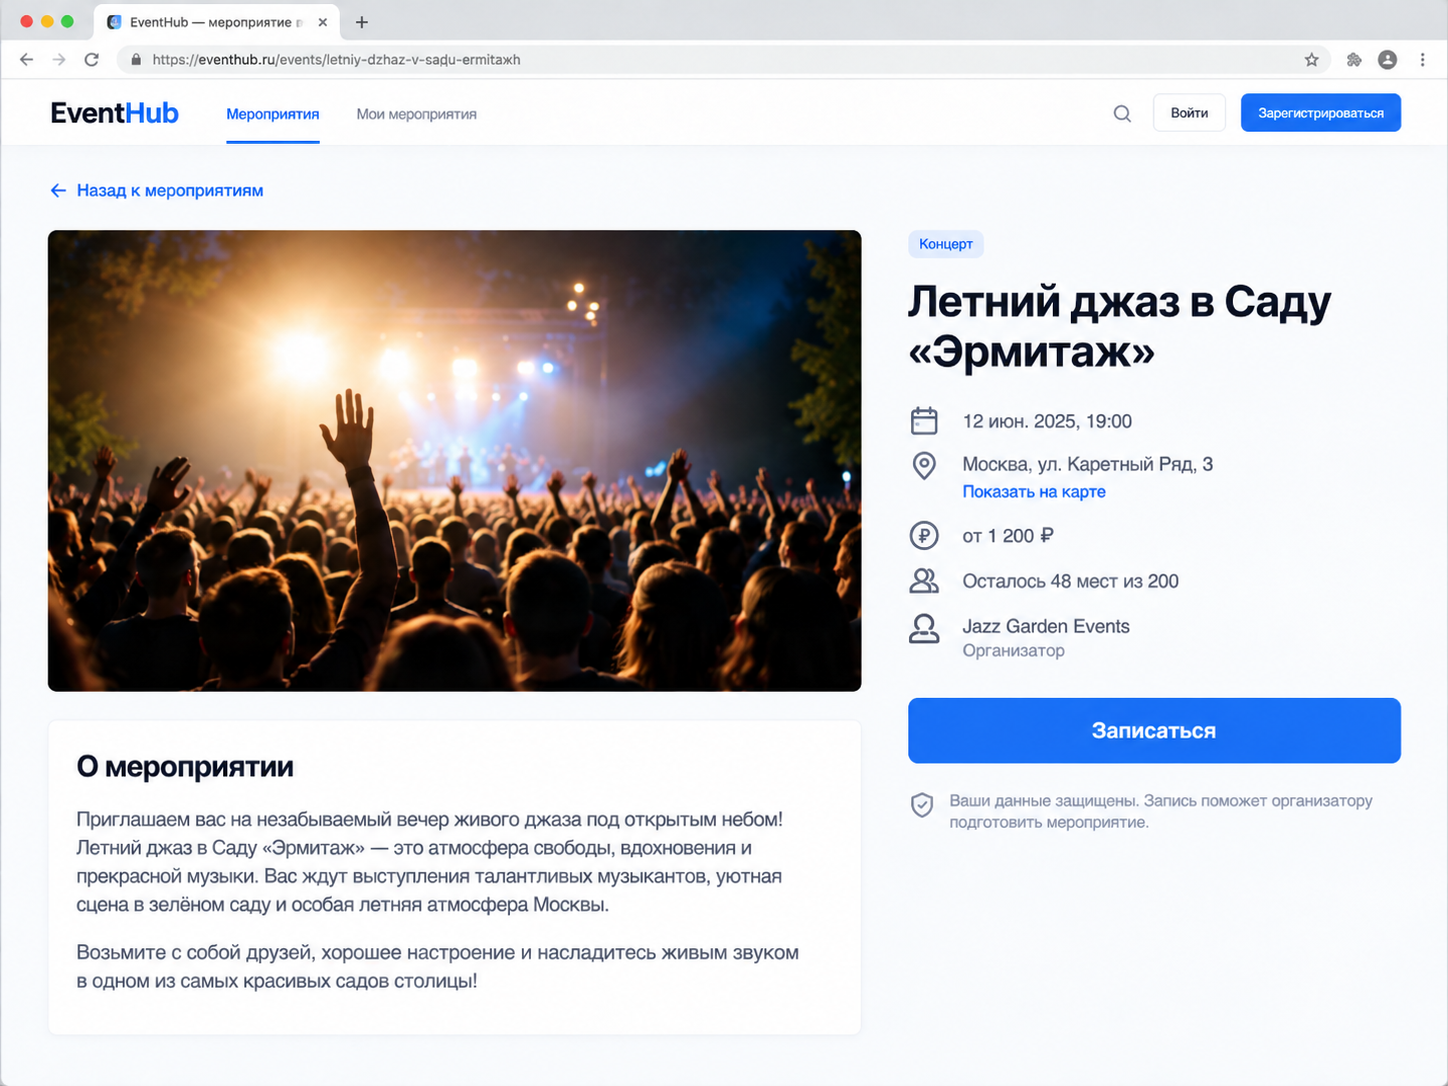 EventHub — мероприятие
https://eventhub.ru/events/letniy-dzhaz-v-sadu-ermitaжh
EventHub
Мероприятия
Мои мероприятия
Войти
Зарегистрироваться
Назад к мероприятиям
Концерт
Летний джаз в Саду
«Эрмитаж»
12 июн. 2025, 19:00
Москва, ул. Каретный Ряд, 3
Показать на карте
от 1 200 ₽
Осталось 48 мест из 200
Jazz Garden Events
Организатор
Записаться
Ваши данные защищены. Запись поможет организатору
подготовить мероприятие.
О мероприятии
Приглашаем вас на незабываемый вечер живого джаза под открытым небом!
Летний джаз в Саду «Эрмитаж» — это атмосфера свободы, вдохновения и
прекрасной музыки. Вас ждут выступления талантливых музыкантов, уютная
сцена в зелёном саду и особая летняя атмосфера Москвы.
Возьмите с собой друзей, хорошее настроение и насладитесь живым звуком
в одном из самых красивых садов столицы!